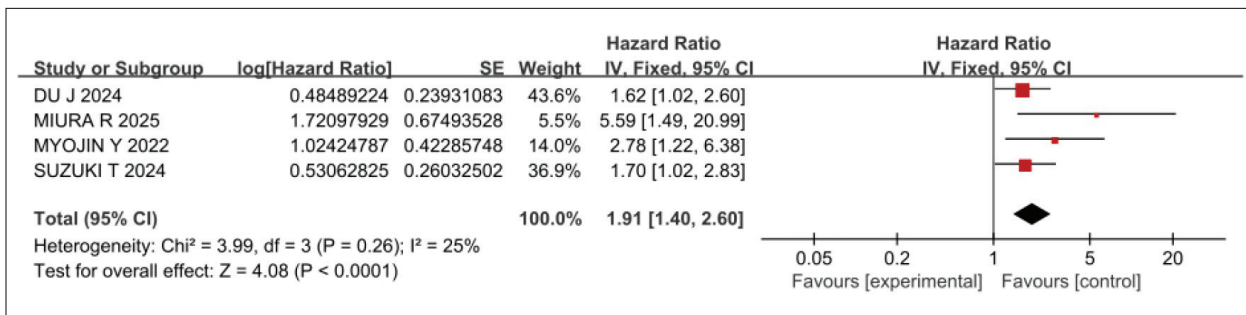 Hazard Ratio Hazard Ratio
Study or Subgroup log[Hazard Ratio] SE Weight IV, Fixed, 95% CI IV, Fixed, 95% CI
DU J 2024 0.48489224 0.23931083 43.6% 1.62 [1.02, 2.60]
MIURA R 2025 1.72097929 0.67493528 5.5% 5.59 [1.49, 20.99]
MYOJIN Y 2022 1.02424787 0.42285748 14.0% 2.78 [1.22, 6.38]
SUZUKI T 2024 0.53062825 0.26032502 36.9% 1.70 [1.02, 2.83]
Total (95% CI) 100.0% 1.91 [1.40, 2.60]
Heterogeneity: Chi² = 3.99, df = 3 (P = 0.26); I² = 25%
Test for overall effect: Z = 4.08 (P < 0.0001)
0.05 0.2 1 5 20
Favours [experimental] Favours [control]